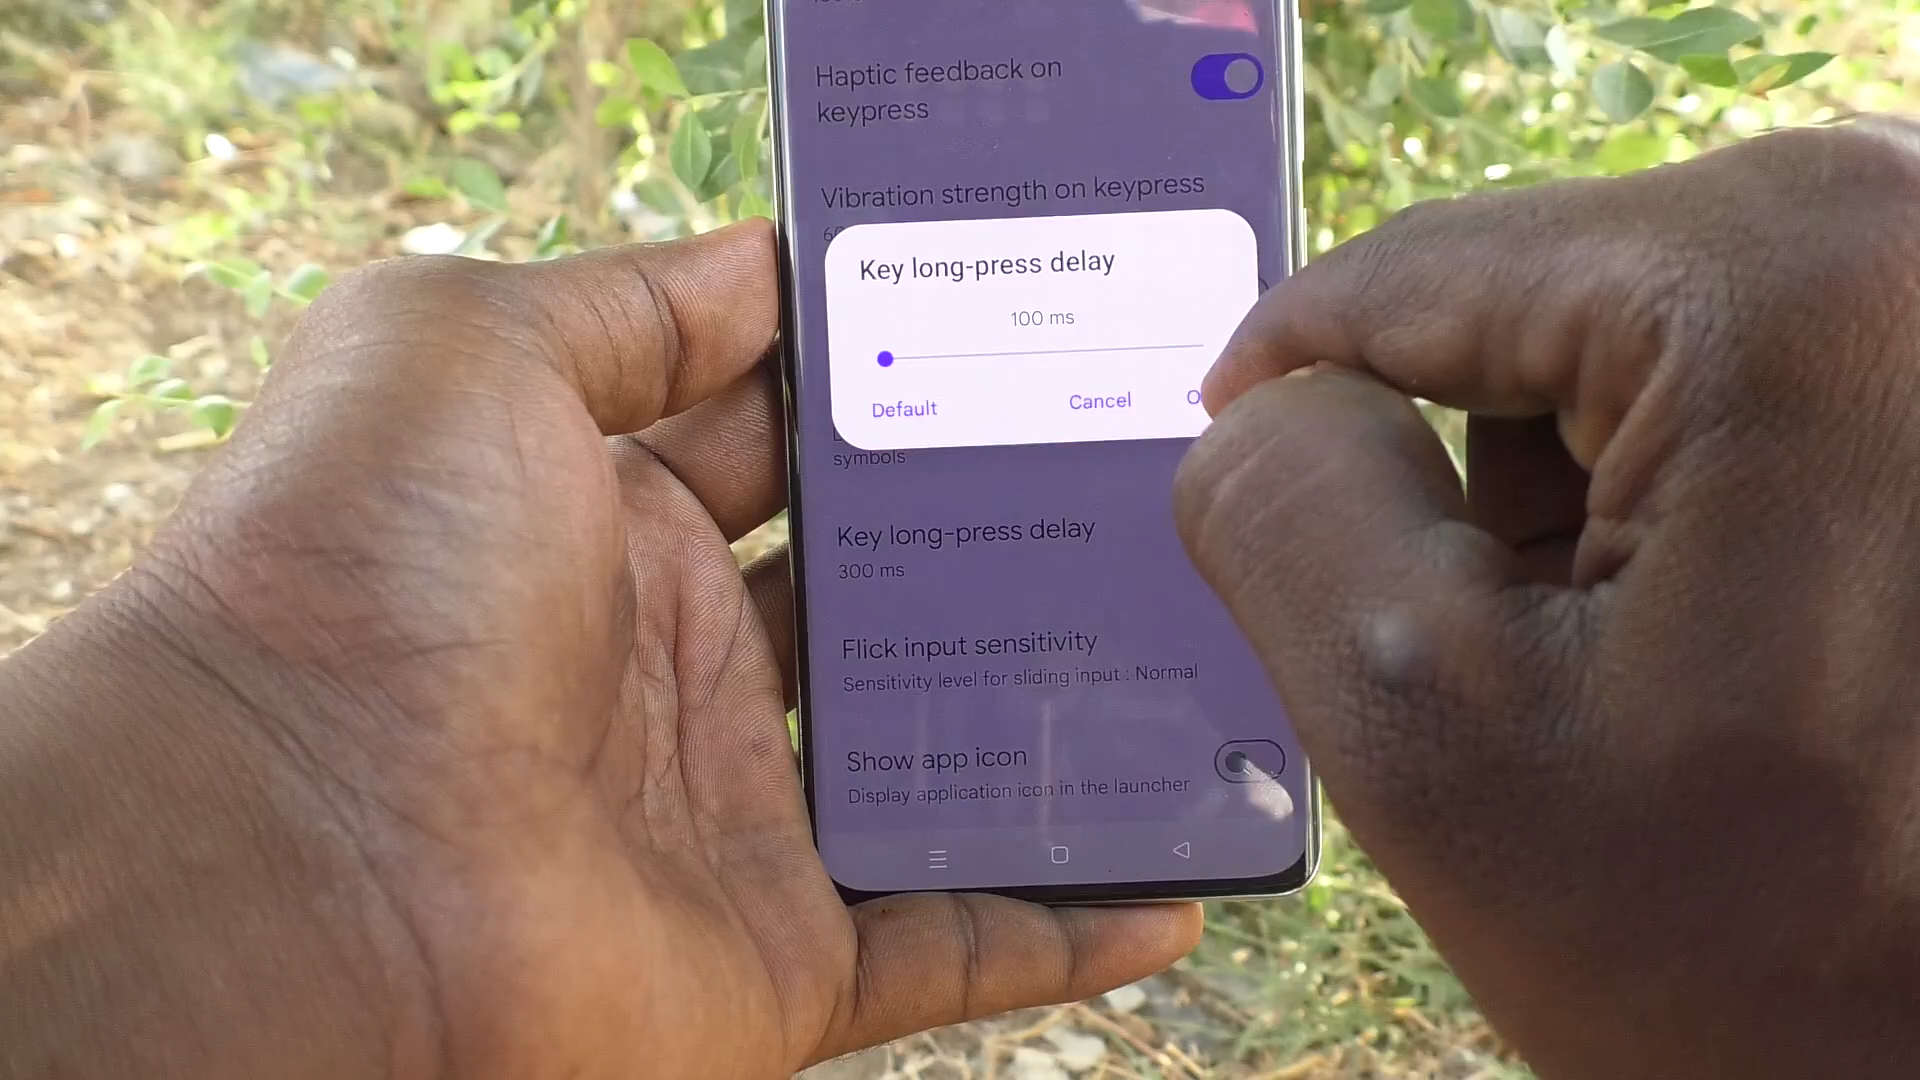 Haptic feedback on
keypress
Vibration strength on keypress
Key long-press delay
100 ms
Default
Cancel
symbols
Key long-press delay
300 ms
Flick input sensitivity
Sensitivity level for sliding input : Normal
Show app icon
Display application icon in the launcher